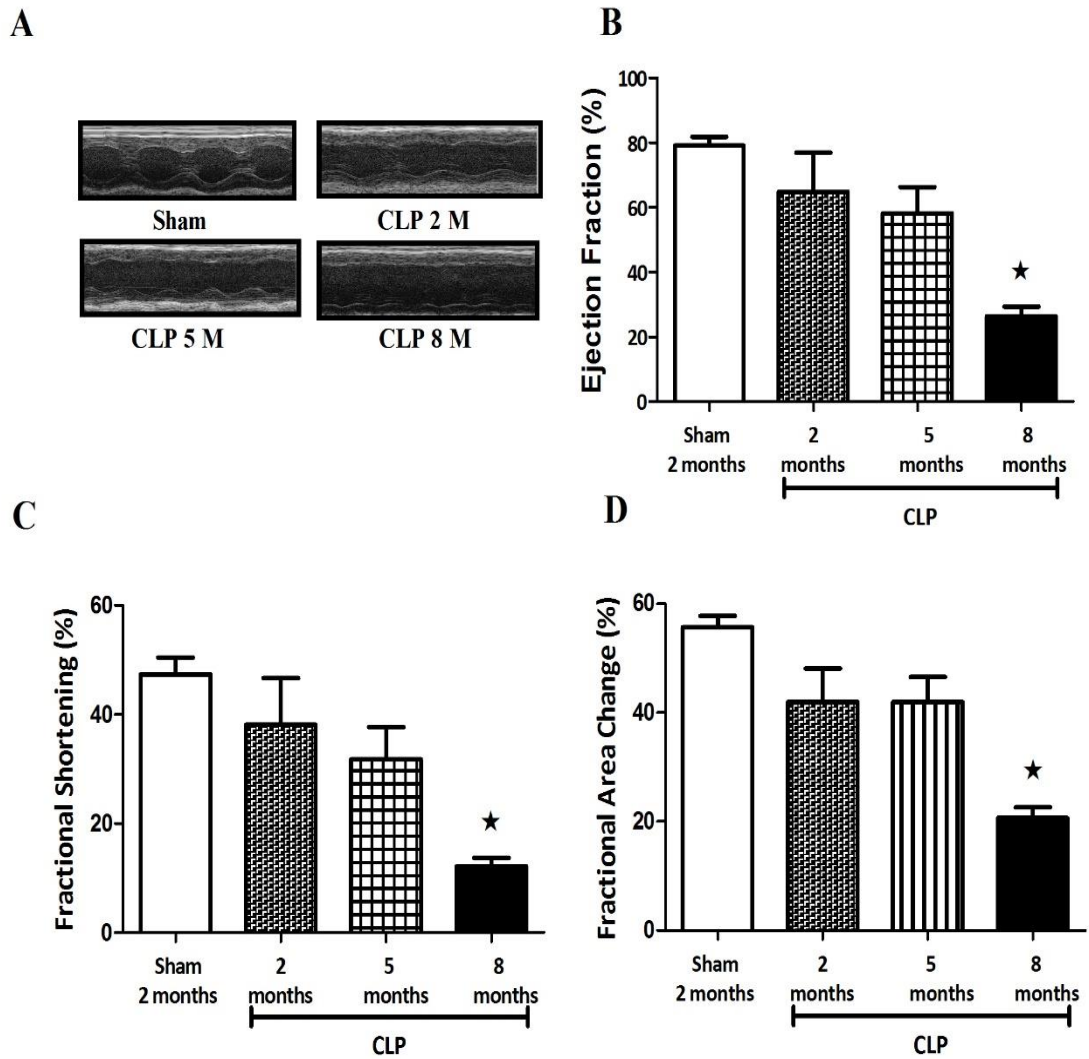 A
Sham
CLP 2 M
CLP 5 M
CLP 8 M
B
Ejection Fraction (%)
100
80
60
40
20
0
★
Sham 2 5 8
2 months months months months
CLP
C
Fractional Shortening (%)
60
40
20
0
★
Sham 2 5 8
2 months months months months
CLP
D
Fractional Area Change (%)
60
40
20
0
★
Sham 2 5 8
2 months months months months
CLP